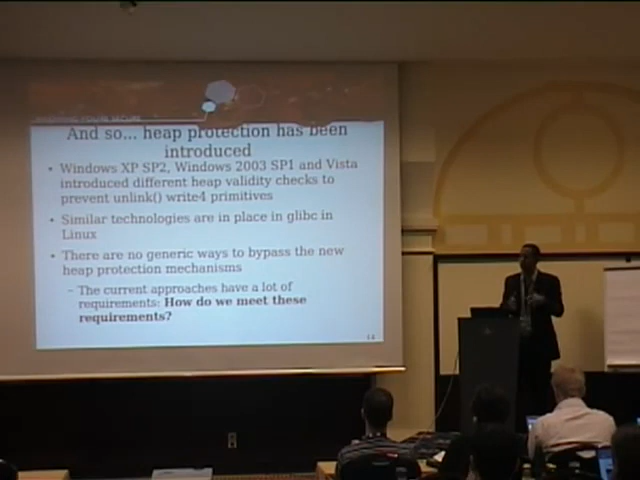 And so... heap protection has been
introduced
• Windows XP SP2, Windows 2003 SP1 and Vista
introduced different heap validity checks to
prevent unlink() write4 primitives
• Similar technologies are in place in glibc in
Linux
• There are no generic ways to bypass the new
heap protection mechanisms
– The current approaches have a lot of
requirements: How do we meet these
requirements?